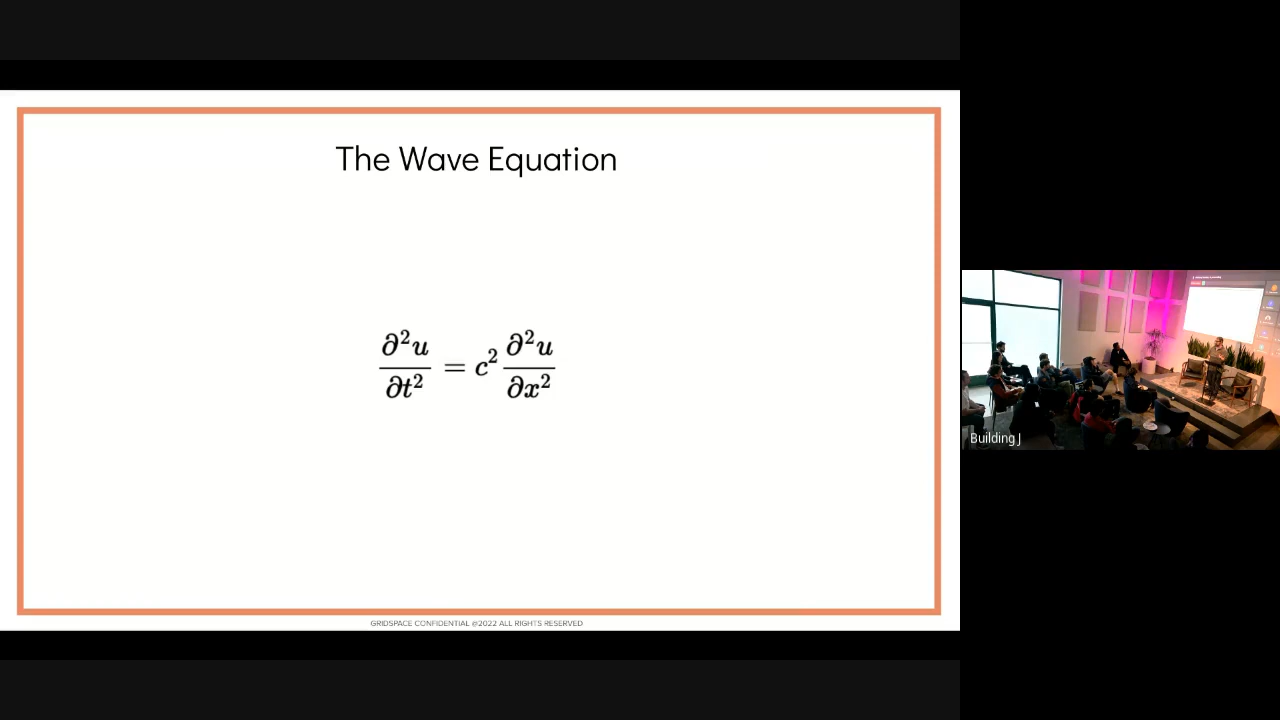 The Wave Equation
∂²u/∂t² = c² ∂²u/∂x²
GRIDSPACE CONFIDENTIAL @2022 ALL RIGHTS RESERVED
Building J